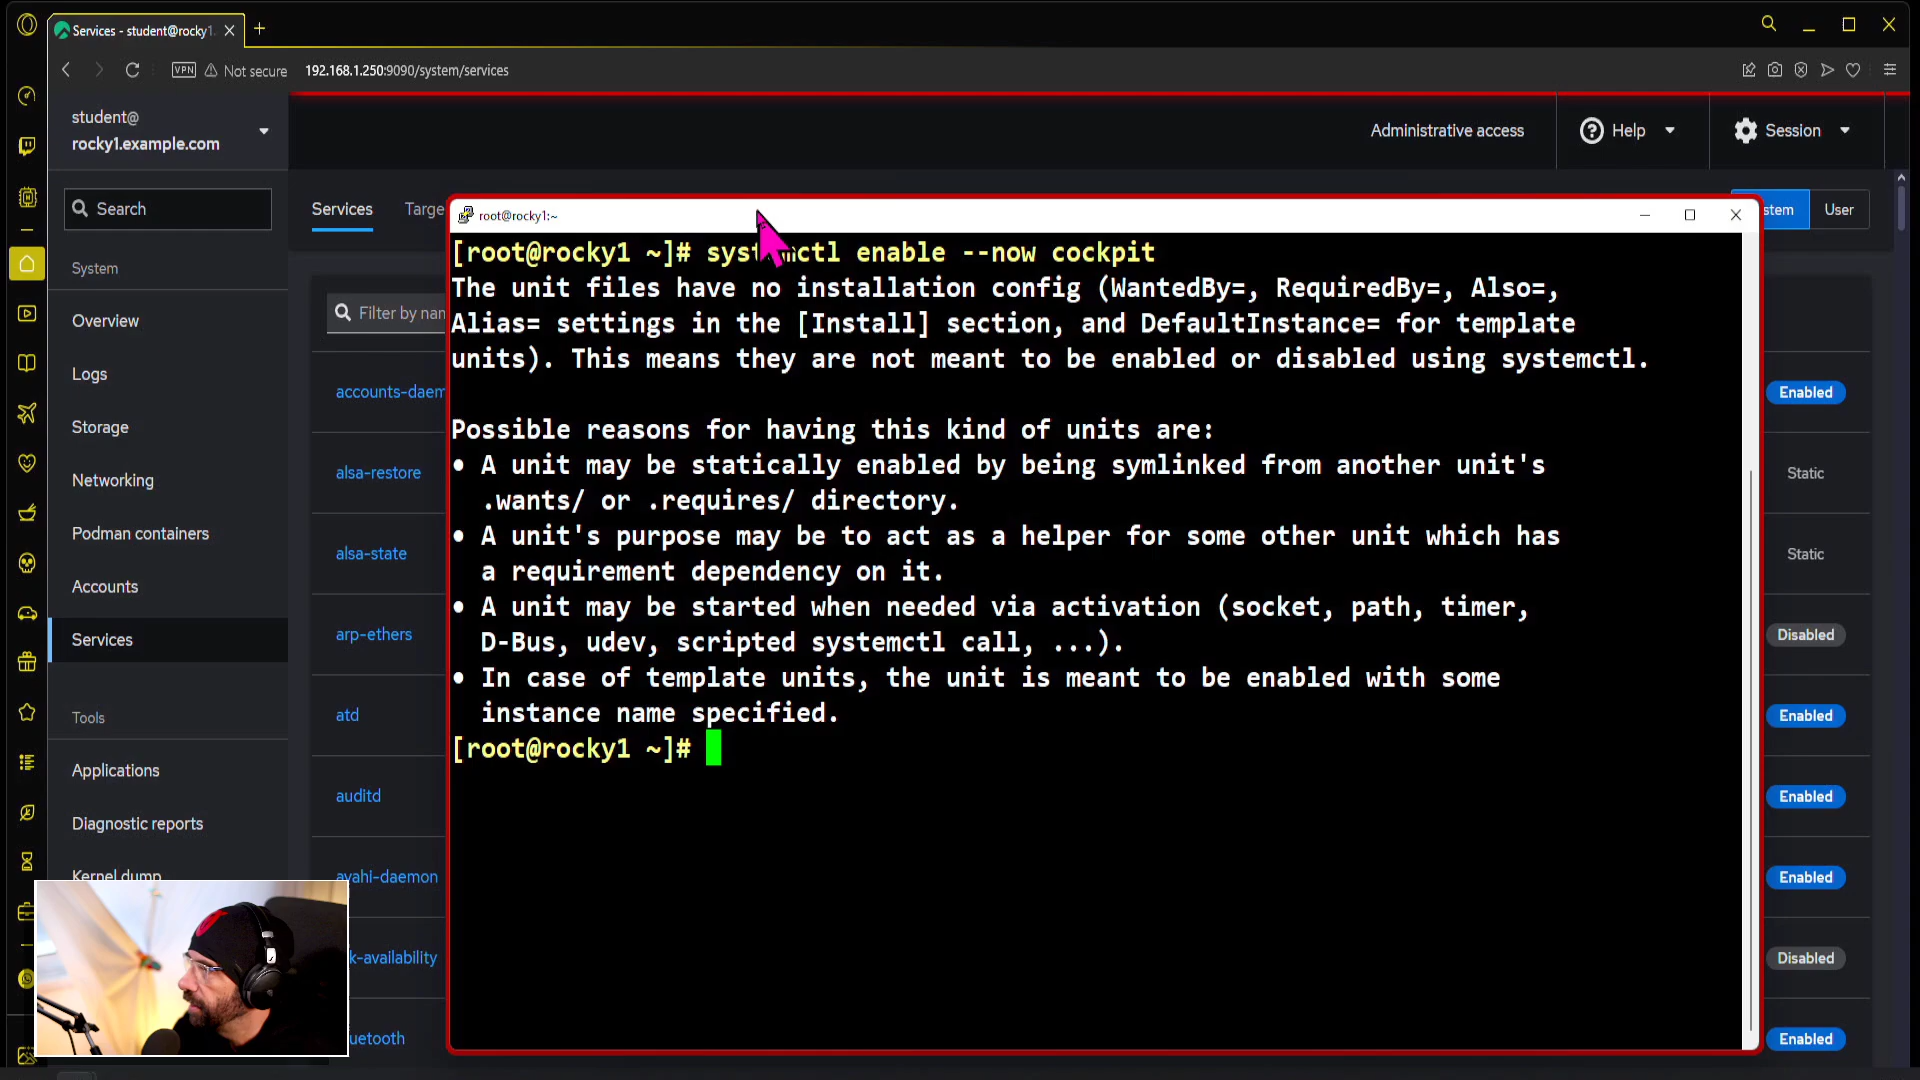 Services - student@rocky1.
VPN
Not secure
192.168.1.250:9090/system/services
student@
rocky1.example.com
Administrative access
Help
Session
Search
Services
Targe
stem
User
root@rocky1:~
System
Overview
Logs
Storage
Networking
Podman containers
Accounts
Services
Tools
Applications
Diagnostic reports
Kernel dump
Filter by nam
accounts-daem
Enabled
alsa-restore
Static
alsa-state
Static
arp-ethers
Disabled
atd
Enabled
auditd
Enabled
avahi-daemon
Enabled
k-availability
Disabled
uetooth
Enabled
[root@rocky1 ~]# sys ctl enable --now cockpit
The unit files have no installation config (WantedBy=, RequiredBy=, Also=,
Alias= settings in the [Install] section, and DefaultInstance= for template
units). This means they are not meant to be enabled or disabled using systemctl.
Possible reasons for having this kind of units are:
• A unit may be statically enabled by being symlinked from another unit's
.wants/ or .requires/ directory.
• A unit's purpose may be to act as a helper for some other unit which has
a requirement dependency on it.
• A unit may be started when needed via activation (socket, path, timer,
D-Bus, udev, scripted systemctl call, ...).
• In case of template units, the unit is meant to be enabled with some
instance name specified.
[root@rocky1 ~]#